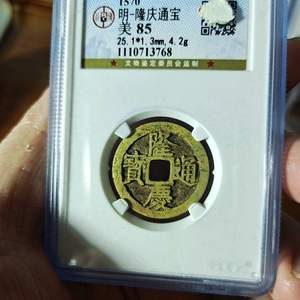 1570
明-隆庆通宝
美 85
25.1*1.3mm,4.2g
1110713768
★ 文物鉴定委员会监制 ★
隆慶通寳